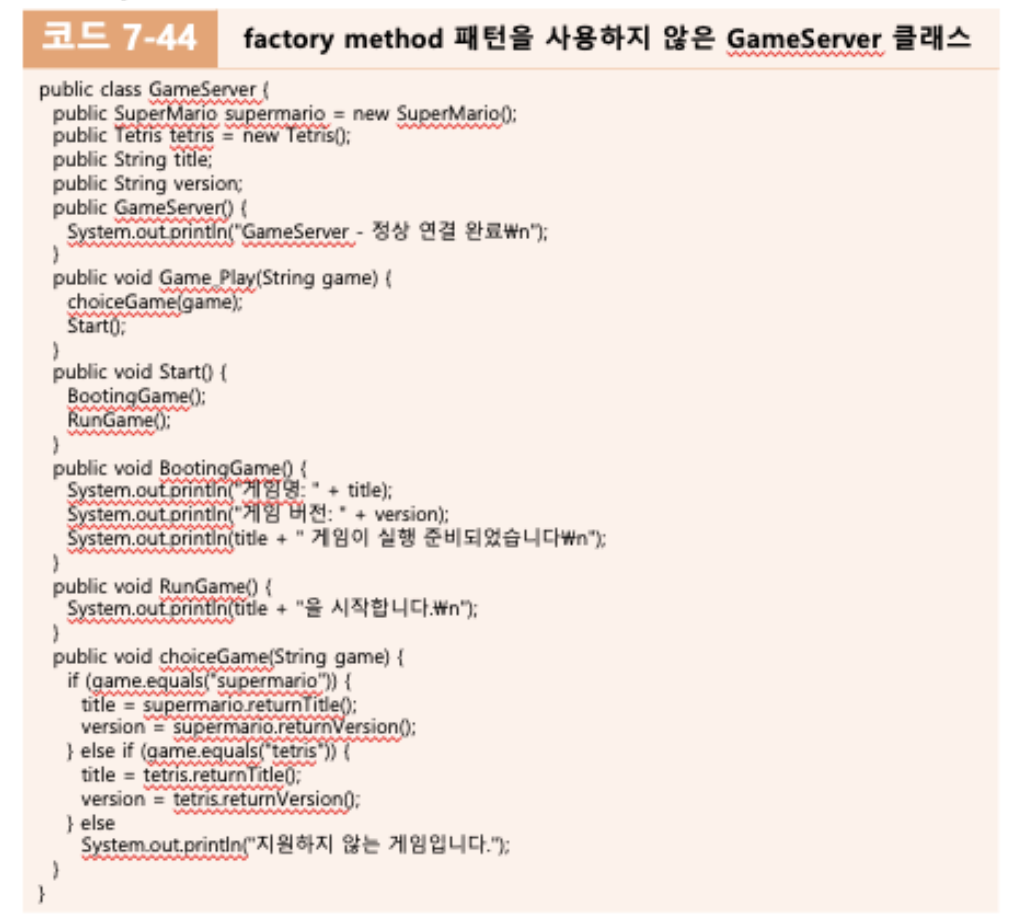 코드 7-44 factory method 패턴을 사용하지 않은 GameServer 클래스
public class GameServer {
public SuperMario supermario = new SuperMario();
public Tetris tetris = new Tetris();
public String title;
public String version;
public GameServer() {
System.out.println("GameServer - 정상 연결 완료₩n");
}
public void Game_Play(String game) {
choiceGame(game);
Start();
}
public void Start() {
BootingGame();
RunGame();
}
public void BootingGame() {
System.out.println("게임명: " + title);
System.out.println("게임 버전: " + version);
System.out.println(title + " 게임이 실행 준비되었습니다₩n");
}
public void RunGame() {
System.out.println(title + "을 시작합니다.₩n");
}
public void choiceGame(String game) {
if (game.equals("supermario")) {
title = supermario.returnTitle();
version = supermario.returnVersion();
} else if (game.equals("tetris")) {
title = tetris.returnTitle();
version = tetris.returnVersion();
} else
System.out.println("지원하지 않는 게임입니다.");
}
}